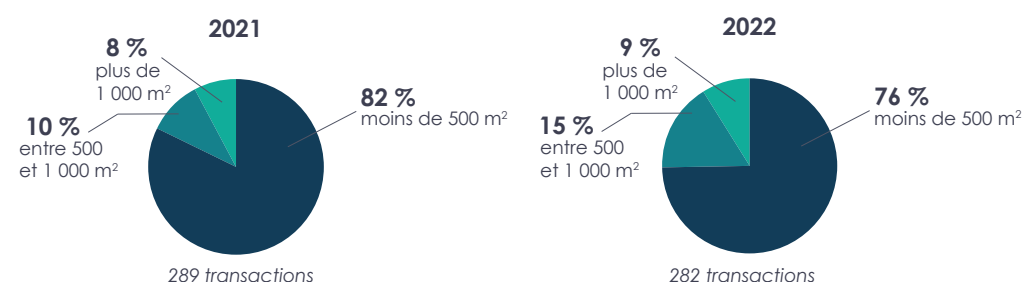 2021
8 %
plus de
1 000 m²
82 %
moins de 500 m²
10 %
entre 500
et 1 000 m²
289 transactions
2022
9 %
plus de
1 000 m²
76 %
moins de 500 m²
15 %
entre 500
et 1 000 m²
282 transactions